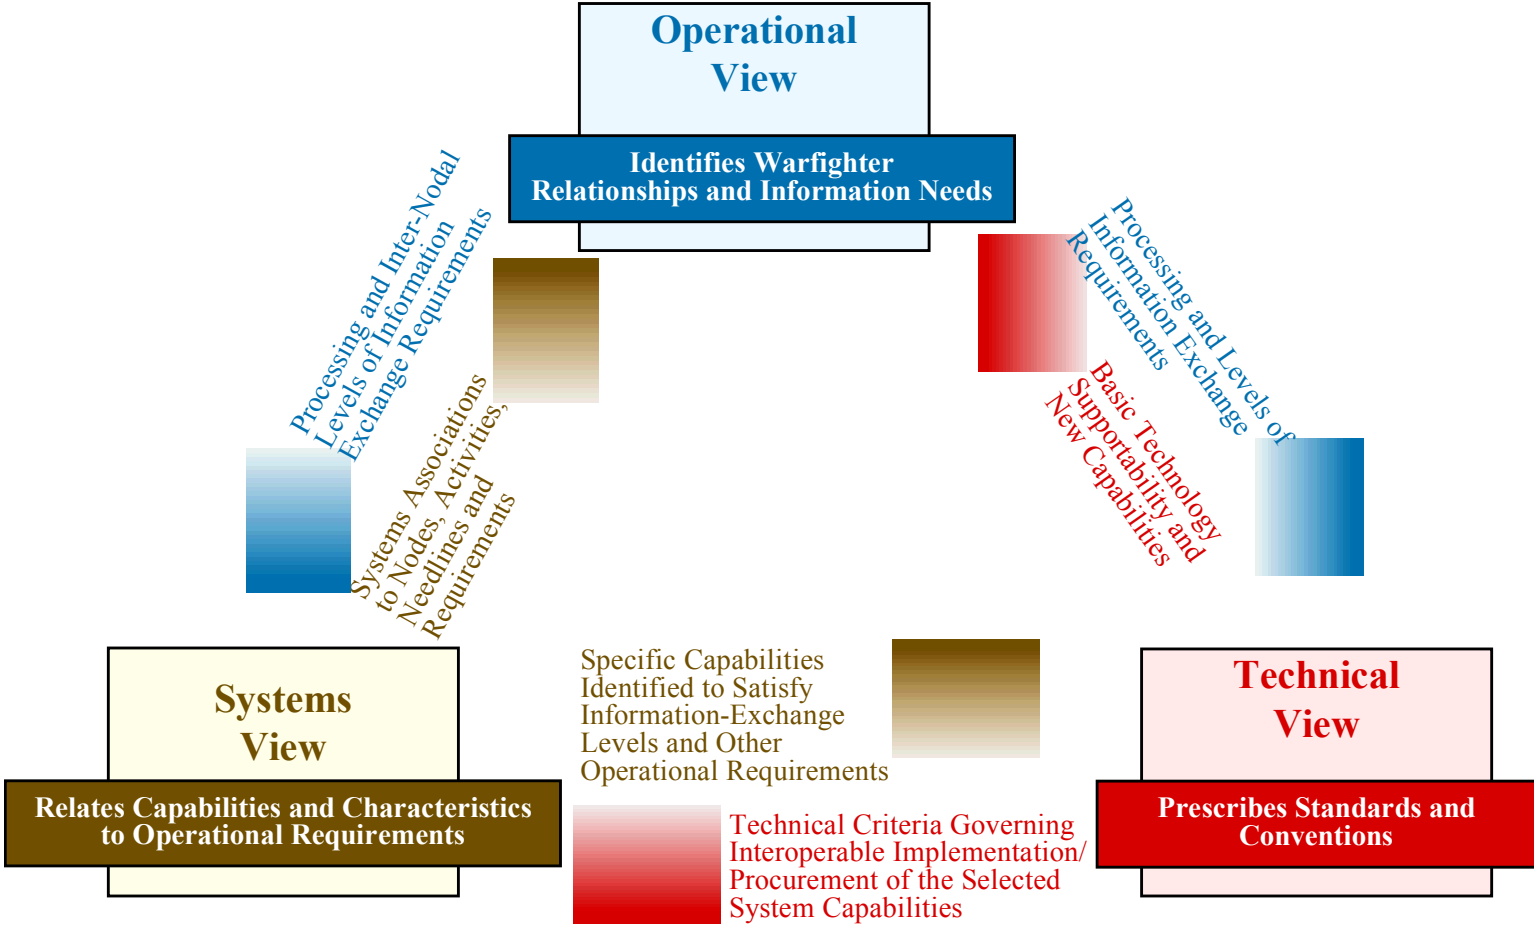 Operational
View
Identifies Warfighter
Relationships and Information Needs
Processing and Inter-Nodal
Levels of Information
Exchange Requirements
Systems Associations
to Nodes, Activities,
Needlines and
Requirements
Processing and Levels of
Information Exchange
Requirements
Basic Technology
Supportability and
New Capabilities
Systems
View
Relates Capabilities and Characteristics
to Operational Requirements
Specific Capabilities
Identified to Satisfy
Information-Exchange
Levels and Other
Operational Requirements
Technical Criteria Governing
Interoperable Implementation/
Procurement of the Selected
System Capabilities
Technical
View
Prescribes Standards and
Conventions